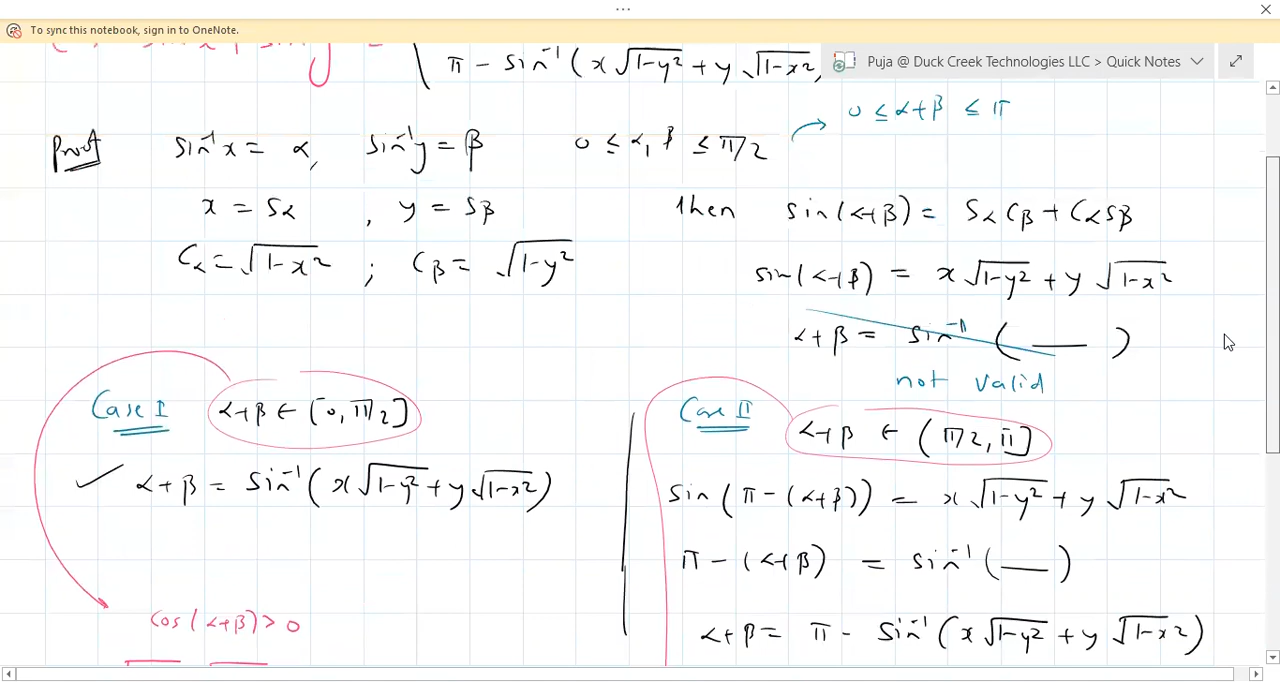 To sync this notebook, sign in to OneNote.
Puja @ Duck Creek Technologies LLC > Quick Notes
π - sin⁻¹ (x √1-y² + y √1-x²,
0 ≤ α+β ≤ π
Proof sin⁻¹x = α, sin⁻¹y = β 0 ≤ α, β ≤ π/2
x = Sα , y = Sβ then sin(α+β) = Sα Cβ + Cα Sβ
Cα = √1-x² ; Cβ = √1-y²
sin(α+β) = x √1-y² + y √1-x²
α+β = sin⁻¹ ( ___ )
not valid
Case I α+β ∈ [0, π/2]
Case II α+β ∈ (π/2, π]
α+β = sin⁻¹ (x √1-y² + y √1-x²)
sin(π-(α+β)) = x √1-y² + y √1-x²
π-(α+β) = sin⁻¹ ( ___ )
cos(α+β) > 0
α+β = π - sin⁻¹ (x √1-y² + y √1-x²)